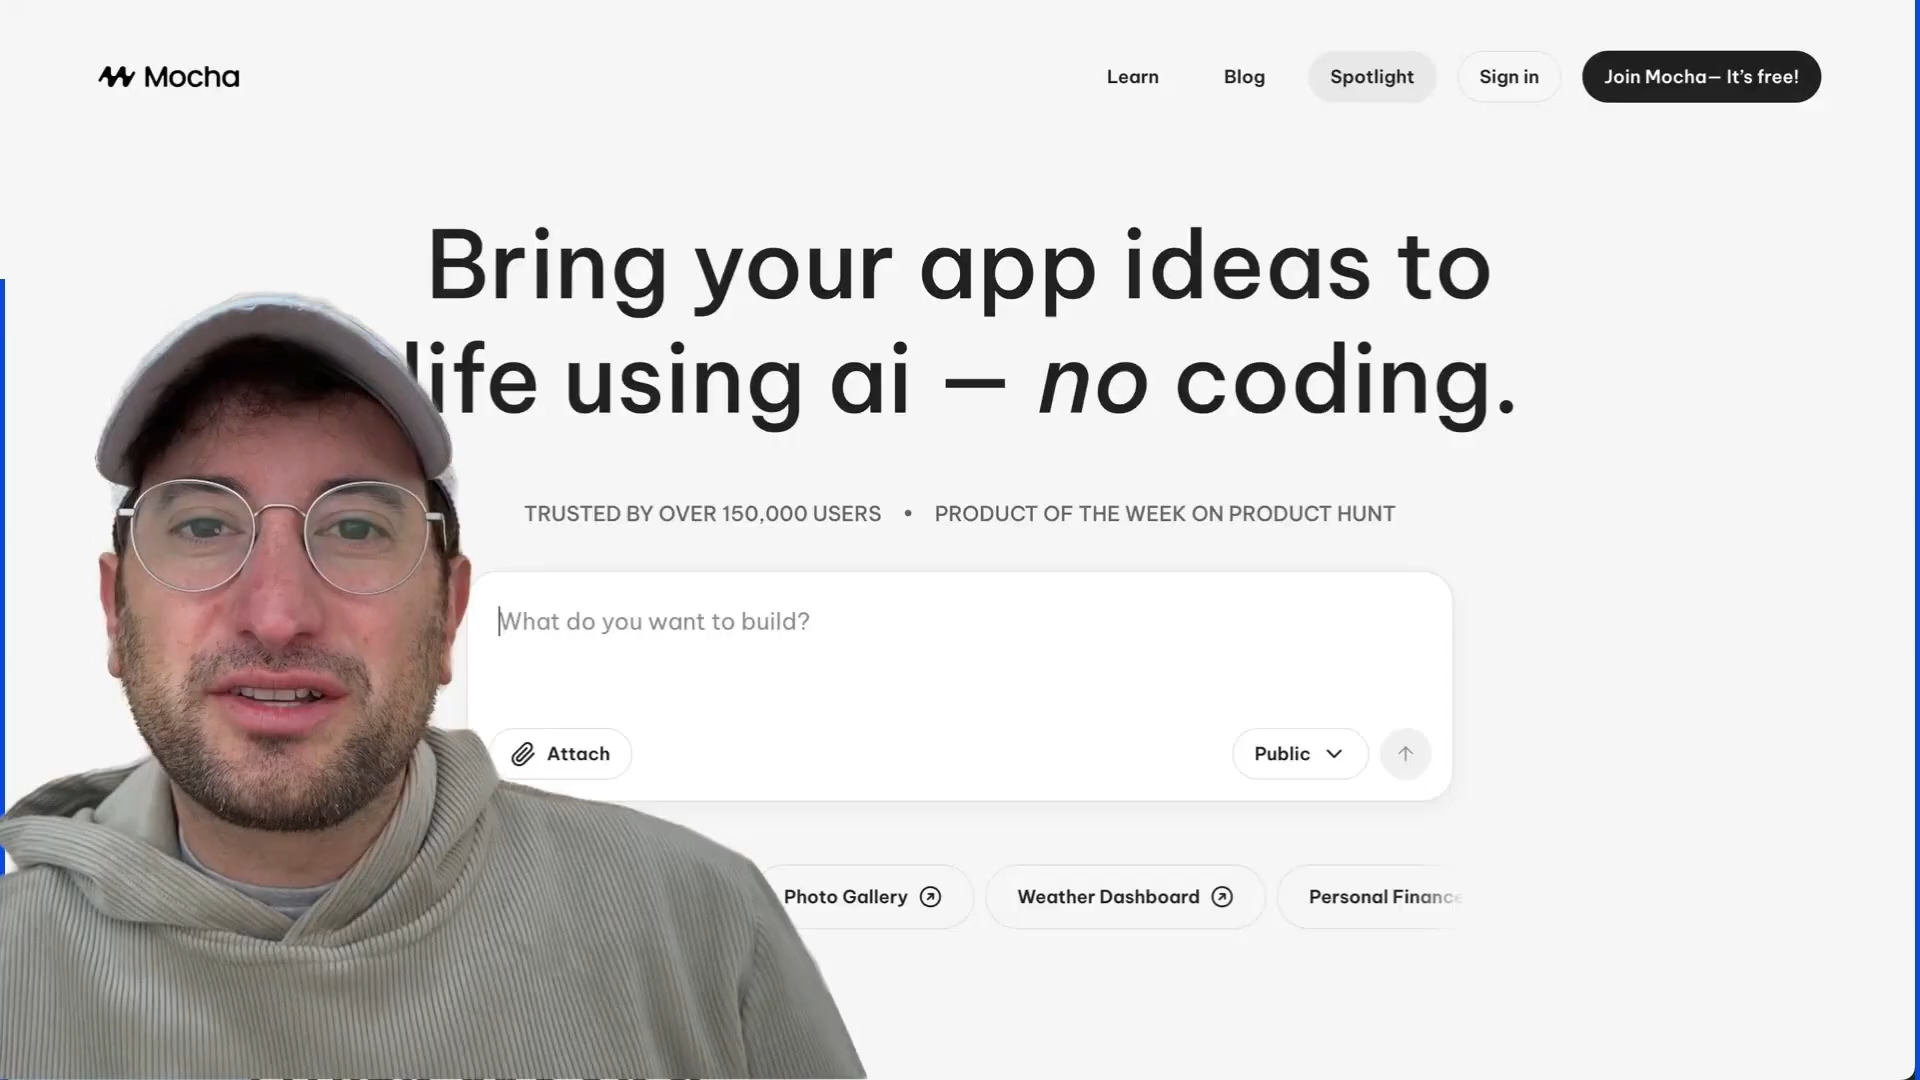 Mocha
Learn
Blog
Spotlight
Sign in
Join Mocha– It's free!
Bring your app ideas to
life using ai – no coding.
TRUSTED BY OVER 150,000 USERS • PRODUCT OF THE WEEK ON PRODUCT HUNT
What do you want to build?
Attach
Public
Photo Gallery
Weather Dashboard
Personal Finance